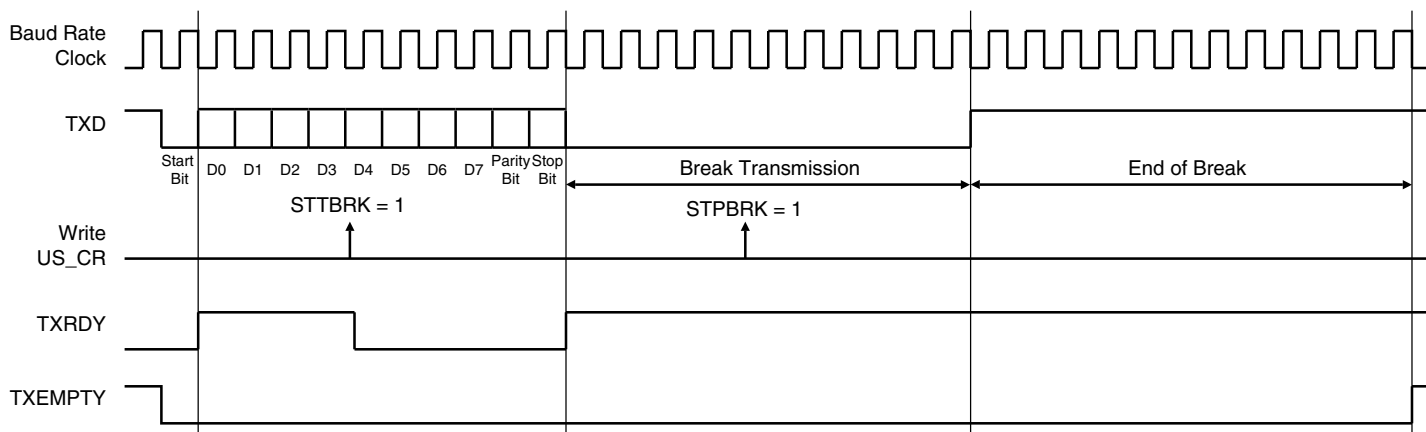 Baud Rate
Clock
TXD
Start
Bit
D0
D1
D2
D3
D4
D5
D6
D7
Parity
Bit
Stop
Bit
Break Transmission
End of Break
STTBRK = 1
STPBRK = 1
Write
US_CR
TXRDY
TXEMPTY